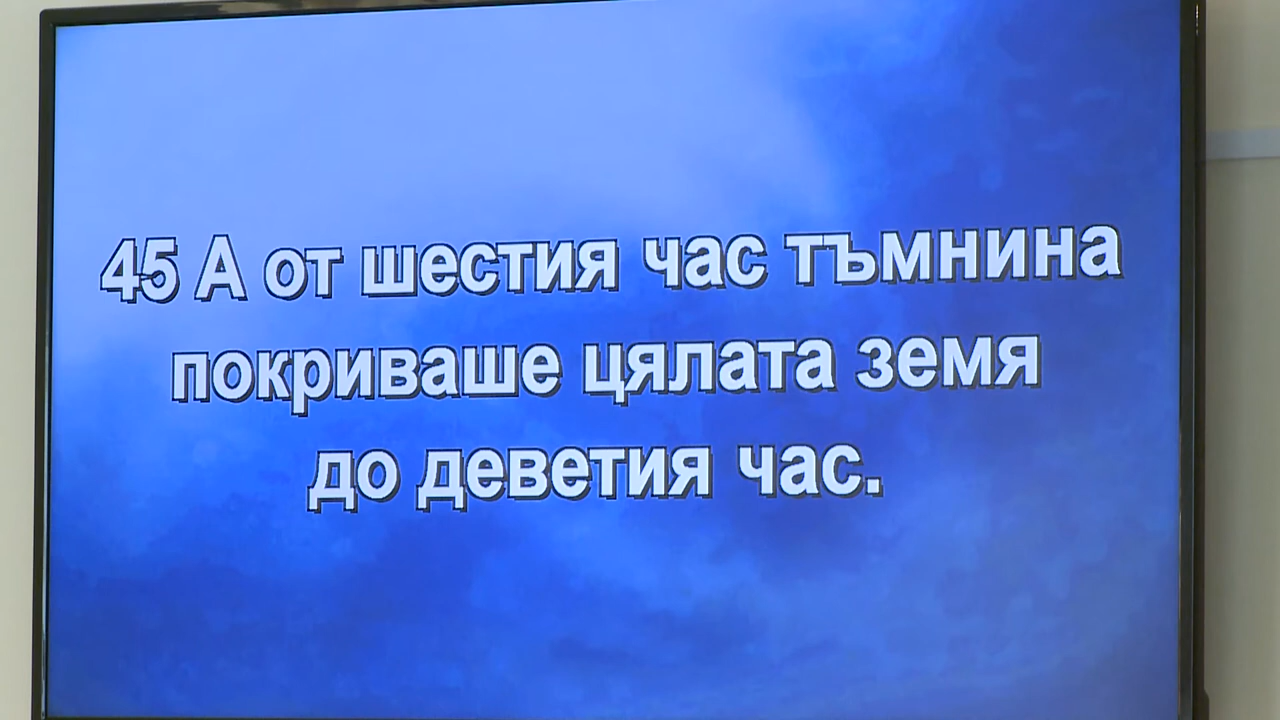 45 А от шестия час тъмнина
покриваше цялата земя
до деветия час.